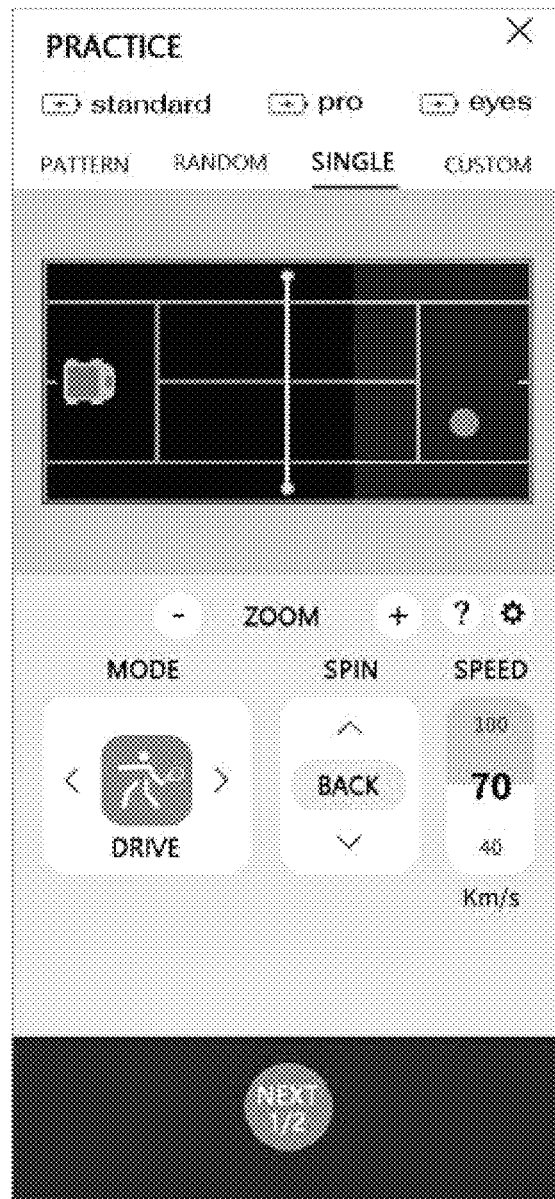 PRACTICE
standard pro eyes
PATTERN RANDOM SINGLE CUSTOM
- ZOOM + ?
MODE SPIN SPEED
100
BACK 70
DRIVE 40
Km/s
NEXT
1/2